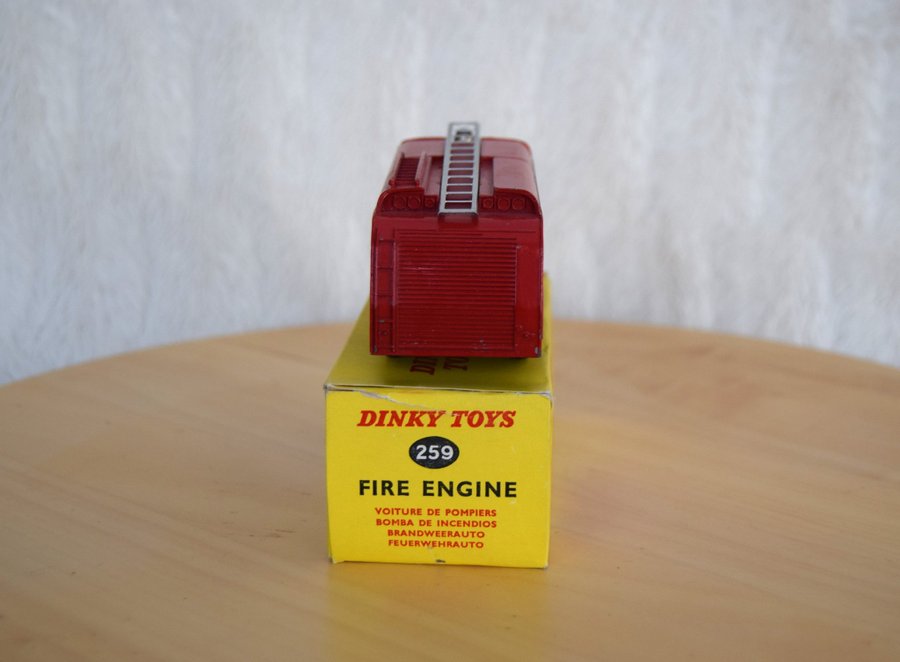 DINKY TOYS
259
FIRE ENGINE
VOITURE DE POMPIERS
BOMBA DE INCENDIOS
BRANDWEERAUTO
FEUERWEHRAUTO